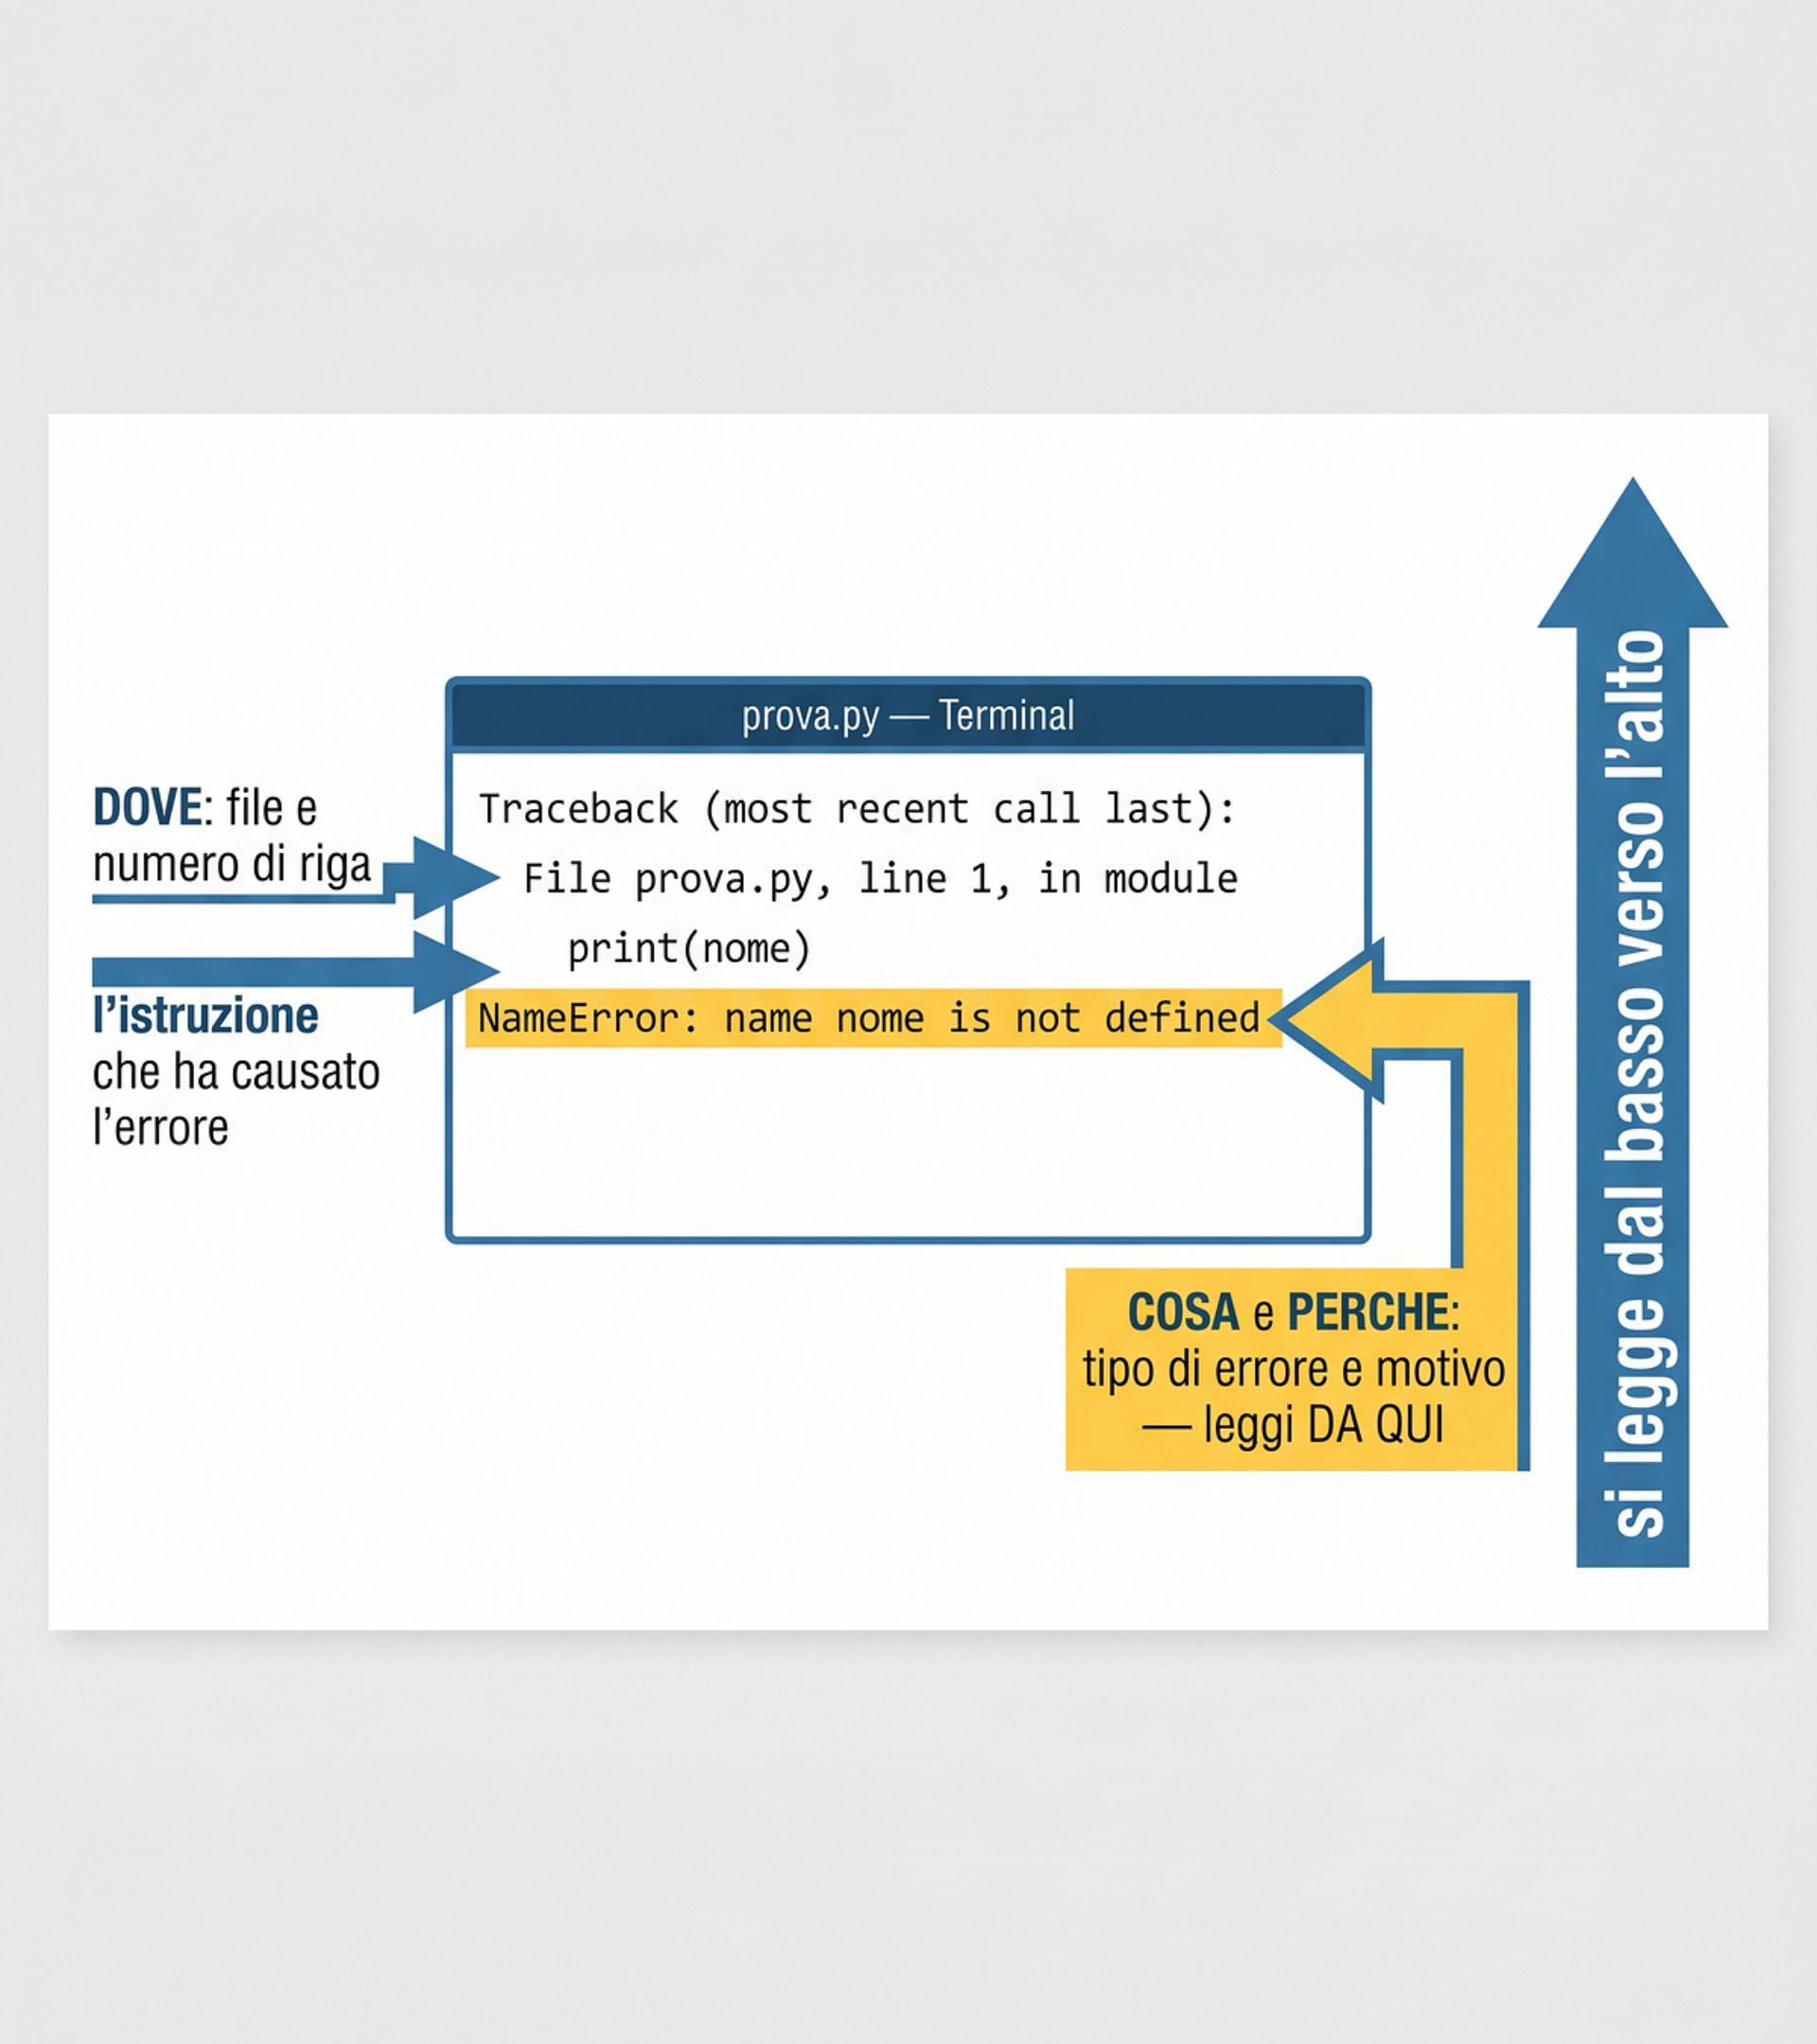 prova.py — Terminal
Traceback (most recent call last):
File prova.py, line 1, in module
print(nome)
NameError: name nome is not defined
DOVE: file e
numero di riga
l’istruzione
che ha causato
l’errore
COSA e PERCHE:
tipo di errore e motivo
— leggi DA QUI
si legge dal basso verso l’alto